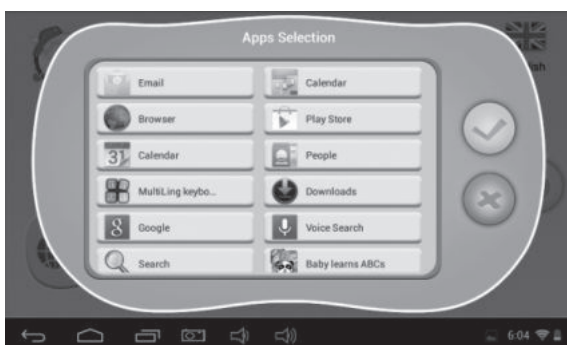 Apps Selection
ish
Email
Calendar
Browser
Play Store
31 Calendar
People
MultiLing keybo...
Downloads
8 Google
Voice Search
Search
Baby learns ABCs
6:04